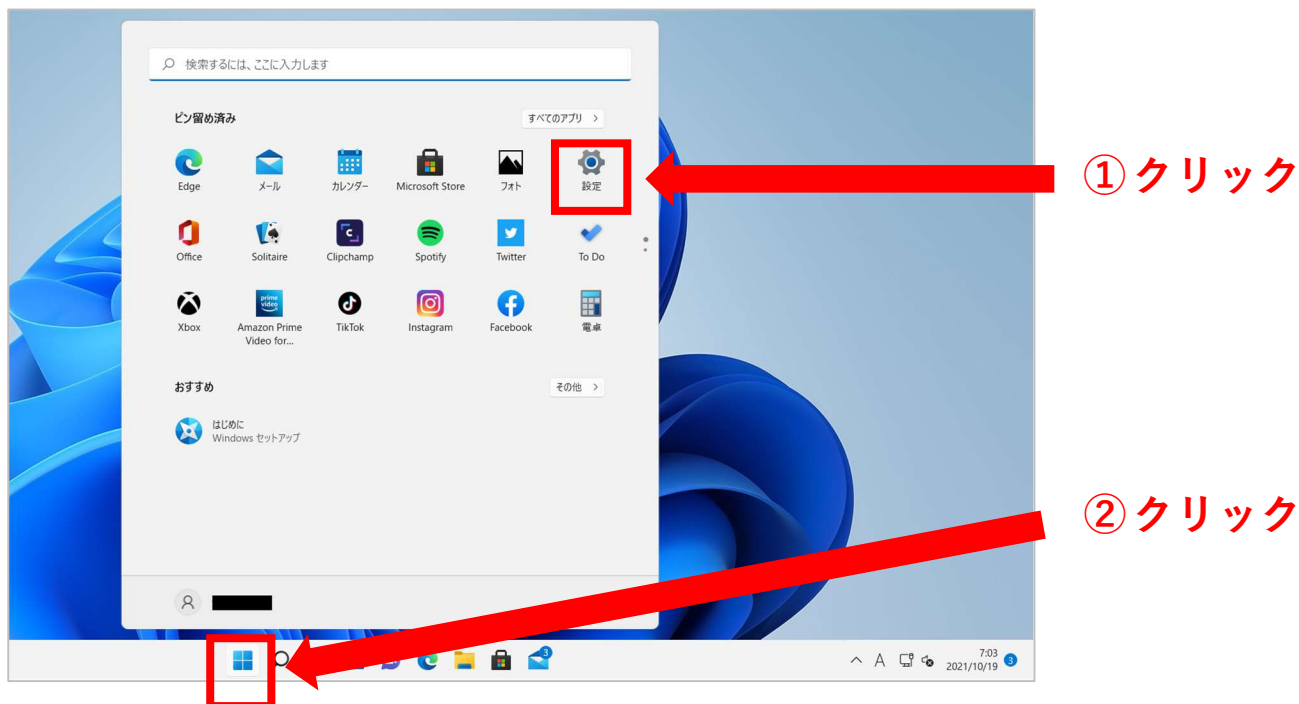 検索するには、ここに入力します
ピン留め済み
すべてのアプリ >
Edge
メール
カレンダー
Microsoft Store
フォト
設定
① クリック
Office
Solitaire
Clipchamp
Spotify
Twitter
To Do
prime video
Xbox
Amazon Prime Video for...
TikTok
Instagram
Facebook
電卓
おすすめ
その他 >
はじめに
Windows セットアップ
② クリック
3
A
7:03
2021/10/19
3